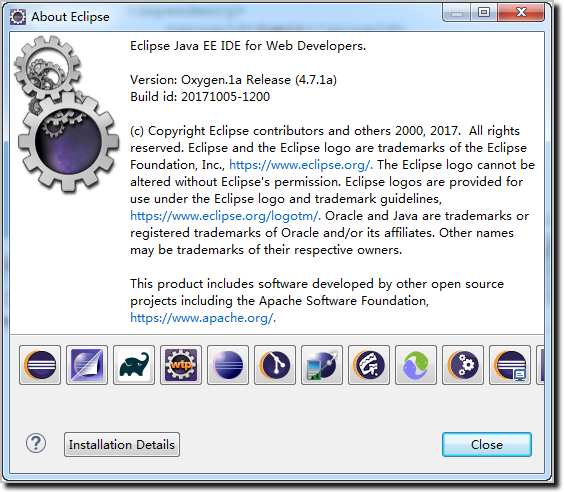 About Eclipse
Eclipse Java EE IDE for Web Developers.
Version: Oxygen.1a Release (4.7.1a)
Build id: 20171005-1200
(c) Copyright Eclipse contributors and others 2000, 2017.  All rights
reserved. Eclipse and the Eclipse logo are trademarks of the Eclipse
Foundation, Inc., https://www.eclipse.org/. The Eclipse logo cannot be
altered without Eclipse's permission. Eclipse logos are provided for
use under the Eclipse logo and trademark guidelines,
https://www.eclipse.org/logotm/. Oracle and Java are trademarks or
registered trademarks of Oracle and/or its affiliates. Other names
may be trademarks of their respective owners.
This product includes software developed by other open source
projects including the Apache Software Foundation,
https://www.apache.org/.
wtp
?
Installation Details
Close